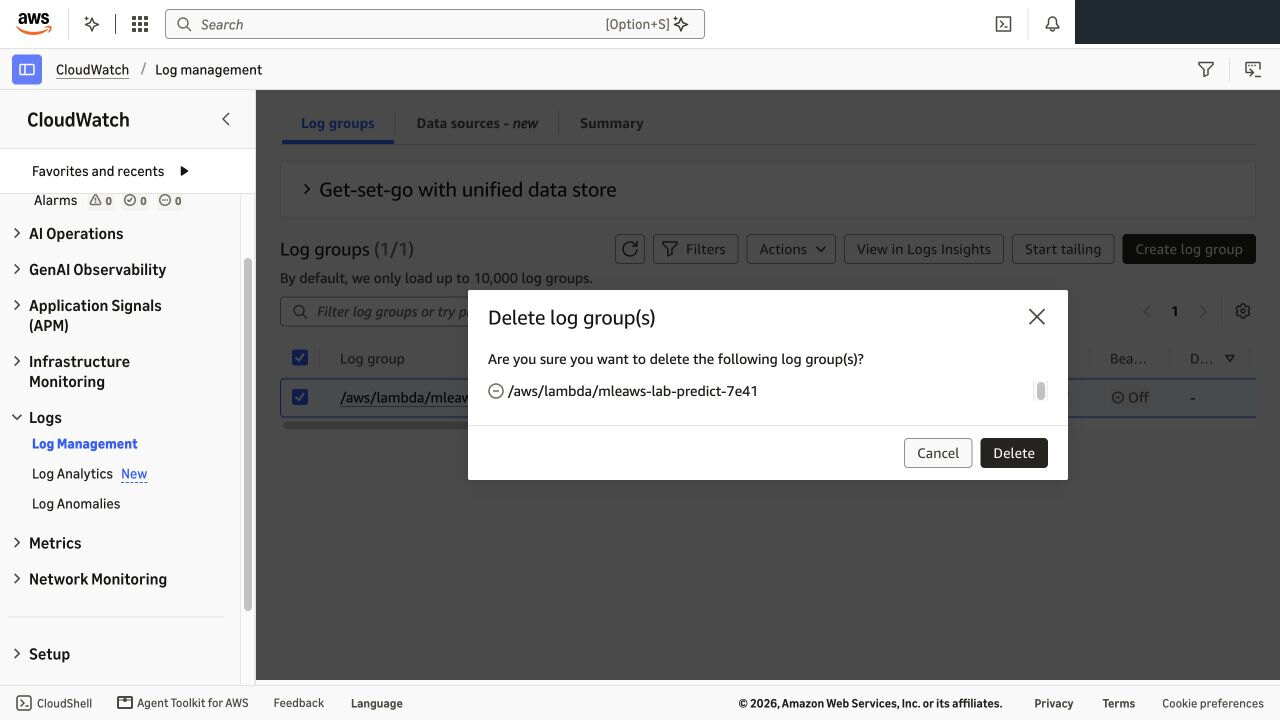 aws
Search [Option+S]
CloudWatch / Log management
CloudWatch
Favorites and recents
Alarms 0 0 0
AI Operations
GenAI Observability
Application Signals
(APM)
Infrastructure
Monitoring
Logs
Log Management
Log Analytics New
Log Anomalies
Metrics
Network Monitoring
Setup
Log groups Data sources - new Summary
Get-set-go with unified data store
Log groups (1/1) Filters Actions View in Logs Insights Start tailing Create log group
By default, we only load up to 10,000 log groups.
Filter log groups or try 1
Log group Bea... D...
/aws/lambda/mleaws Off -
Delete log group(s)
Are you sure you want to delete the following log group(s)?
/aws/lambda/mleaws-lab-predict-7e41
Cancel Delete
CloudShell Agent Toolkit for AWS Feedback Language © 2026, Amazon Web Services, Inc. or its affiliates. Privacy Terms Cookie preferences